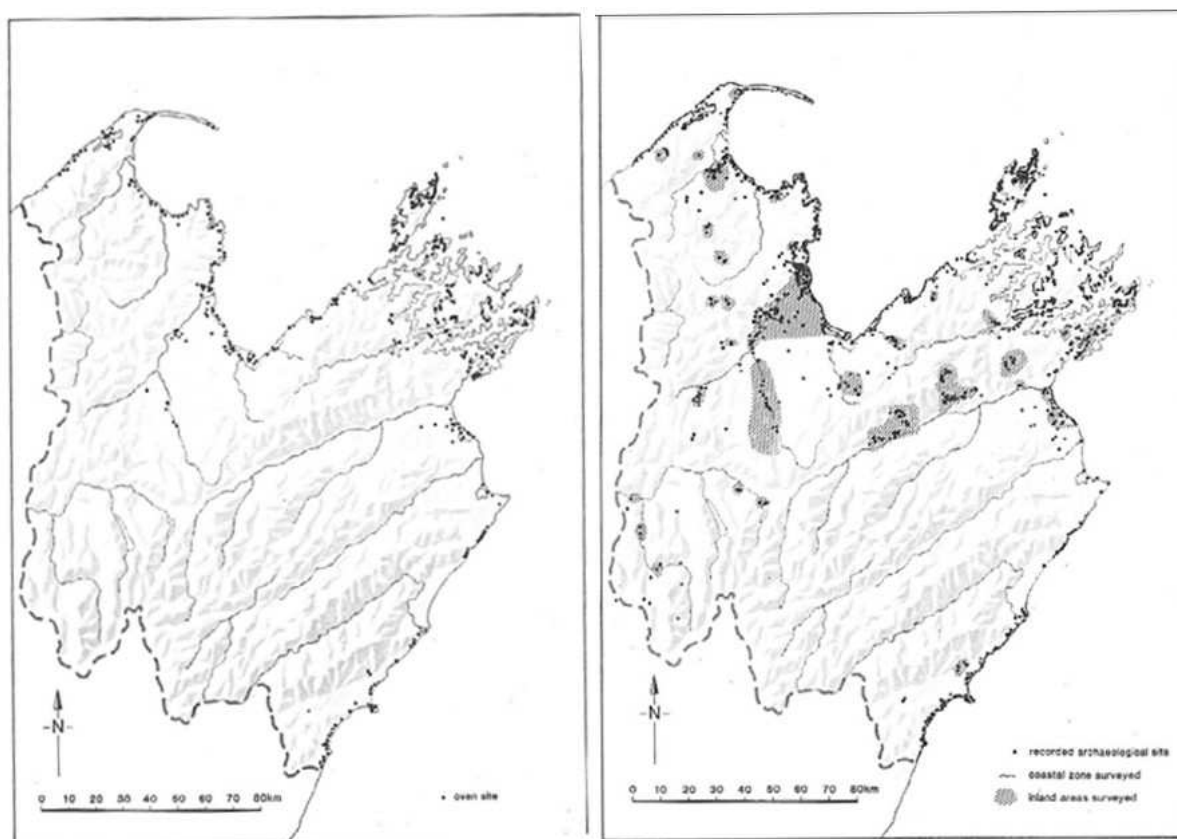 -N-
0 10 20 30 40 50 60 70 80km
oven site
-N-
0 10 20 30 40 50 60 70 80km
recorded archaeological site
coastal zone surveyed
inland areas surveyed